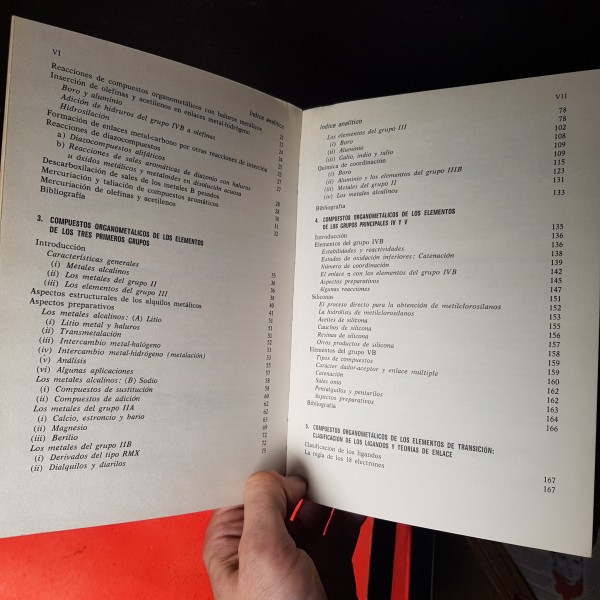 VI
Índice analítico
Reacciones de compuestos organometálicos con haluros metálicos
Inserción de olefinas y acetilenos en enlaces metal-hidrógeno
Boro y aluminio
Adición de hidruros del grupo IVB a olefinas
Hidrosilación
Formación de enlaces metal-carbono por otras reacciones de inserción
Reacciones de diazocompuestos
a) Diazocompuestos alifáticos
b) Reacciones de sales aromáticas de diazonio con haluros
u óxidos metálicos y metaloides en disolución acuosa
Descarboxilación de sales de los metales B pesados
Mercuriación y taliación de compuestos aromáticos
Mercuriación de olefinas y acetilenos
Bibliografía
3. COMPUESTOS ORGANOMETÁLICOS DE LOS ELEMENTOS
DE LOS TRES PRIMEROS GRUPOS
Introducción
Características generales
(i) Metales alcalinos
(ii) Los metales del grupo II
(iii) Los elementos del grupo III
Aspectos estructurales de los alquilos metálicos
Aspectos preparativos
Los metales alcalinos: (A) Litio
(i) Litio metal y haluros
(ii) Transmetalación
(iii) Intercambio metal-halógeno
(iv) Intercambio metal-hidrógeno (metalación)
(v) Análisis
(vi) Algunas aplicaciones
Los metales alcalinos: (B) Sodio
(i) Compuestos de sustitución
(ii) Compuestos de adición
Los metales del grupo IIA
(i) Calcio, estroncio y bario
(ii) Magnesio
(iii) Berilio
Los metales del grupo IIB
(i) Derivados del tipo RMX
(ii) Dialquilos y diarilos
VII
Índice analítico
Los elementos del grupo III 78
(i) Boro 78
(ii) Aluminio 102
(iii) Galio, indio y talio 108
Química de coordinación 109
(i) Boro 109
(ii) Aluminio y los elementos del grupo IIIB 115
(iii) Metales del grupo II 123
(iv) Los metales alcalinos 131
Bibliografía 133
4. COMPUESTOS ORGANOMETÁLICOS DE LOS ELEMENTOS
DE LOS GRUPOS PRINCIPALES IV Y V
Introducción 135
Elementos del grupo IVB 136
Estabilidades y reactividades 136
Estados de oxidación inferiores: Catenación 138
Número de coordinación 139
El enlace π con los elementos del grupo IVB 142
Aspectos preparativos 145
Algunas reacciones 147
Siliconas 151
El proceso directo para la obtención de metilclorosilanos 152
La hidrólisis de metilclorosilanos 153
Aceites de silicona 155
Cauchos de silicona 156
Resinas de silicona 156
Otros productos de silicona 157
Elementos del grupo VB 158
Tipos de compuestos 159
Carácter dador-aceptor y enlace múltiple 159
Catenación 160
Sales onio 162
Pentalquilos y pentarilos 162
Aspectos preparativos 163
Bibliografía 164
166
5. COMPUESTOS ORGANOMETÁLICOS DE LOS ELEMENTOS DE TRANSICIÓN:
CLASIFICACIÓN DE LOS LIGANDOS Y TEORÍAS DE ENLACE
Clasificación de los ligandos 167
La regla de los 18 electrones 167